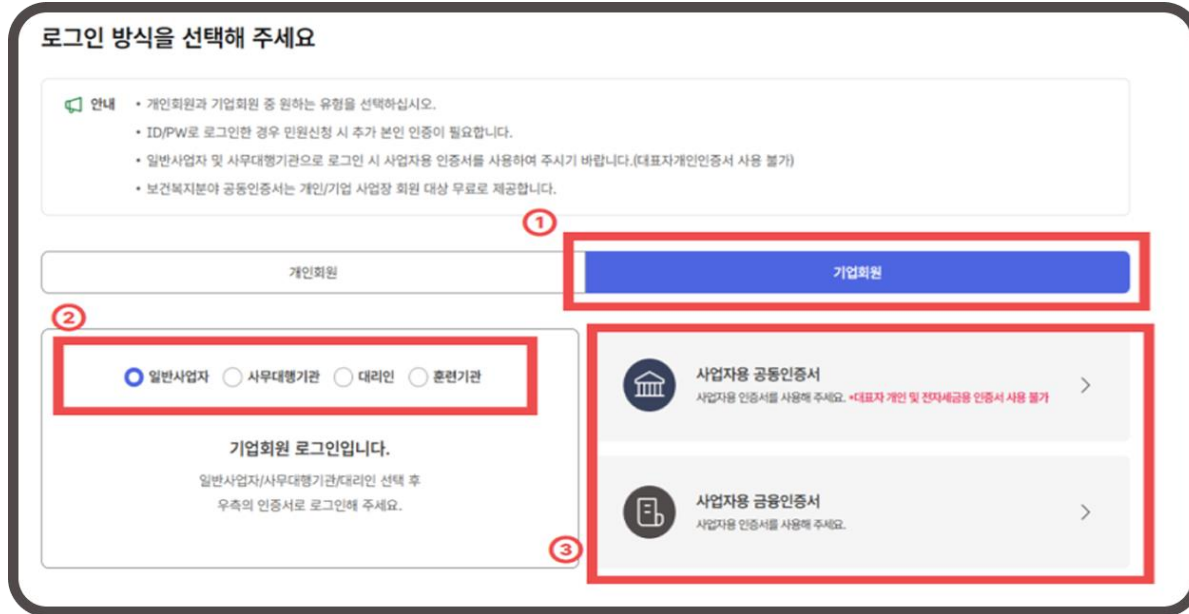 로그인 방식을 선택해 주세요
안내
• 개인회원과 기업회원 중 원하는 유형을 선택하십시오.
• ID/PW로 로그인한 경우 민원신청 시 추가 본인 인증이 필요합니다.
• 일반사업자 및 사무대행기관으로 로그인 시 사업자용 인증서를 사용하여 주시기 바랍니다.(대표자개인인증서 사용 불가)
• 보건복지분야 공동인증서는 개인/기업 사업장 회원 대상 무료로 제공합니다.
①
개인회원
기업회원
②
일반사업자 사무대행기관 대리인 훈련기관
기업회원 로그인입니다.
일반사업자/사무대행기관/대리인 선택 후
우측의 인증서로 로그인해 주세요.
③
사업자용 공동인증서
사업자용 인증서를 사용해 주세요. *대표자 개인 및 전자세금용 인증서 사용 불가
사업자용 금융인증서
사업자용 인증서를 사용해 주세요.